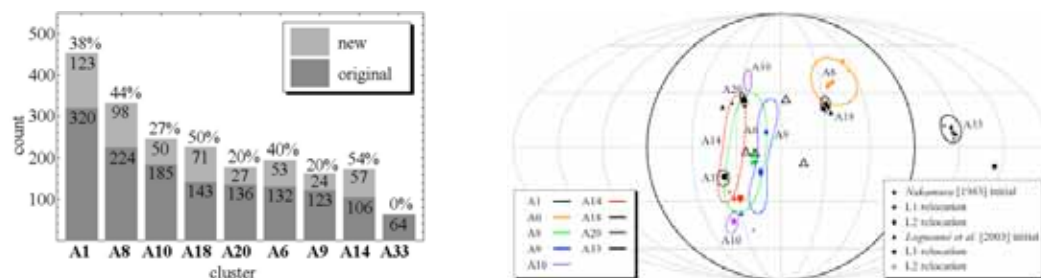 500
400
300
200
100
count
38%
123
320
44%
98
224
27%
50
185
50%
71
143
20%
27
136
40%
53
132
20%
24
123
54%
57
106
0%
64
new
original
A1 A8 A10 A18 A20 A6 A9 A14 A33
cluster
A10
A6
A20
A18
A33
A8
A9
A14
A10
A1 A14
A6 A18
A8 A20
A9 A33
A10
Nakamura [1983] initial
L1 relocation
L2 relocation
Lognonné et al. [2003] initial
L1 relocation
L2 relocation